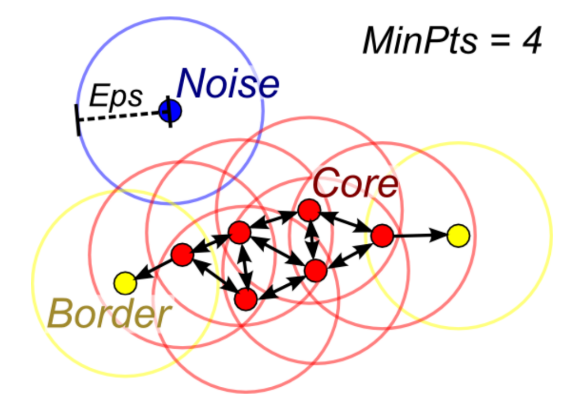 MinPts = 4
Noise
Eps
Core
Border